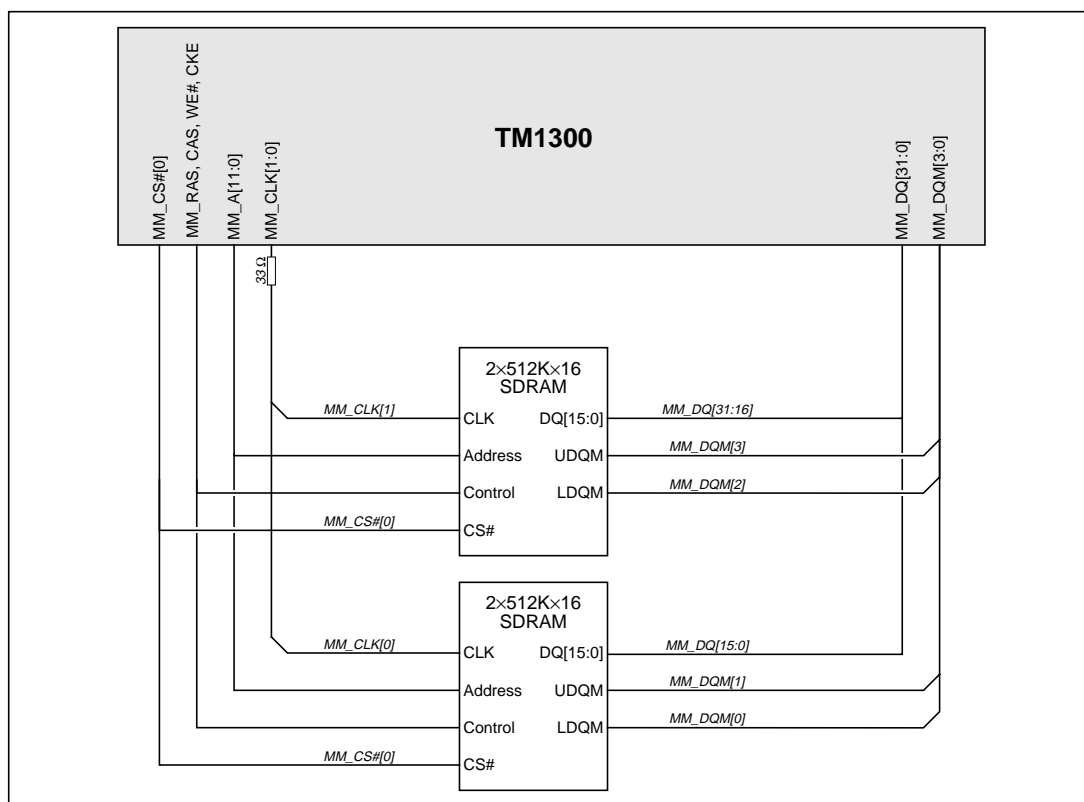 TM1300
MM_CS#[0]
MM_RAS, CAS, WE#, CKE
MM_A[11:0]
MM_CLK[1:0]
MM_DQ[31:0]
MM_DQM[3:0]
33 Ω
2×512K×16
SDRAM
MM_CLK[1]
CLK
DQ[15:0]
MM_DQ[31:16]
Address
UDQM
MM_DQM[3]
Control
LDQM
MM_DQM[2]
MM_CS#[0]
CS#
2×512K×16
SDRAM
MM_CLK[0]
CLK
DQ[15:0]
MM_DQ[15:0]
Address
UDQM
MM_DQM[1]
Control
LDQM
MM_DQM[0]
MM_CS#[0]
CS#